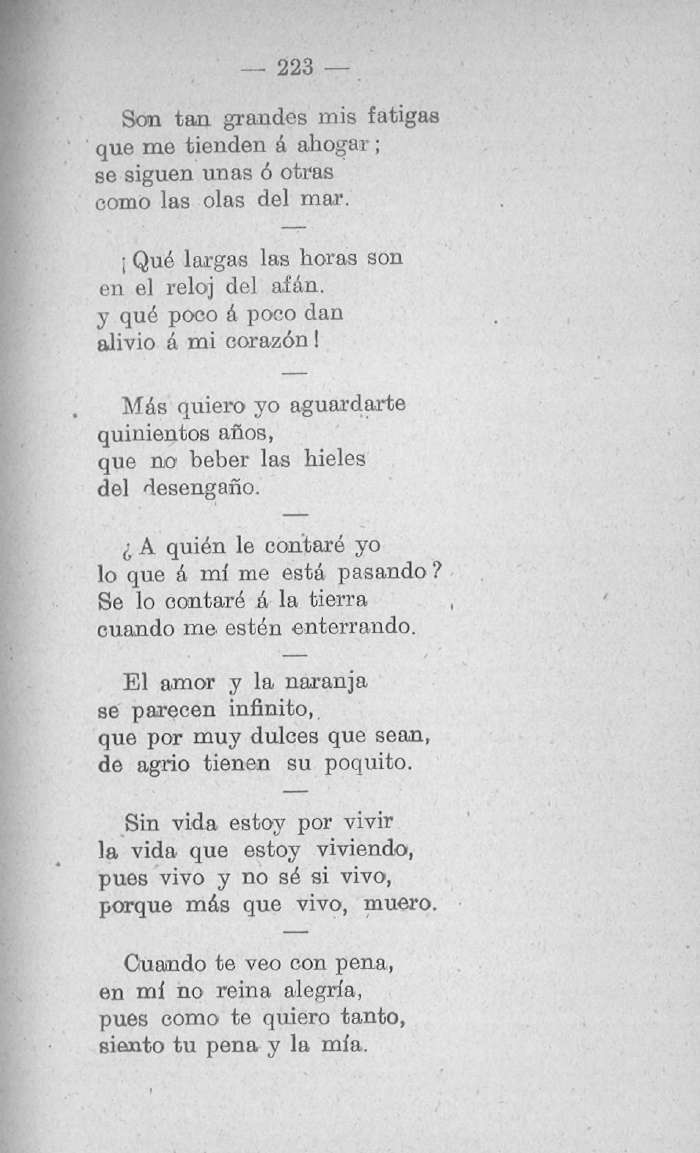 — 223 —
Son tan grandes mis fatigas
que me tienden á ahogar;
se siguen unas ó otras
como las olas del mar.
—
¡Qué largas las horas son
en el reloj del afán.
y qué poco á poco dan
alivio á mi corazón!
—
Más quiero yo aguardarte
quinientos años,
que no beber las hieles
del desengaño.
—
¿A quién le contaré yo
lo que á mí me está pasando?
Se lo contaré á la tierra
cuando me estén enterrando.
—
El amor y la naranja
se parecen infinito,
que por muy dulces que sean,
de agrio tienen su poquito.
—
Sin vida estoy por vivir
la vida que estoy viviendo,
pues vivo y no sé si vivo,
porque más que vivo, muero.
—
Cuando te veo con pena,
en mí no reina alegría,
pues como te quiero tanto,
siento tu pena y la mía.